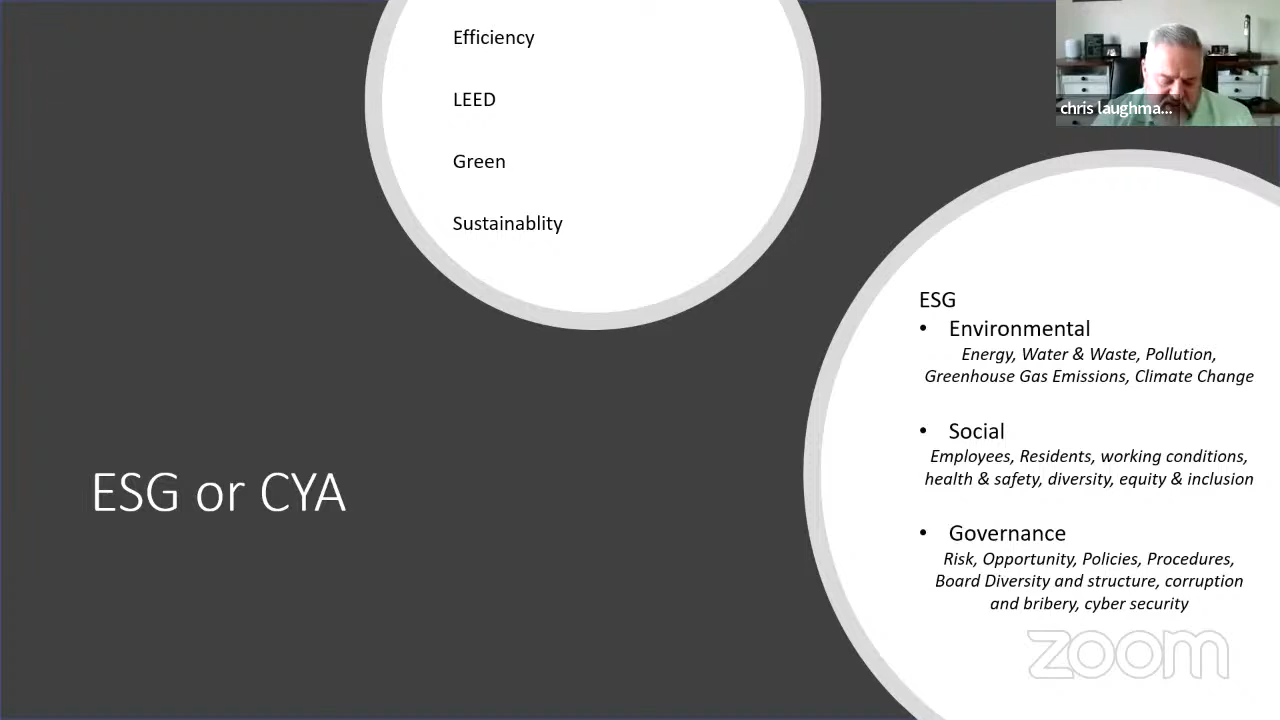 Efficiency
LEED
Green
Sustainablity
chris laughma...
ESG
• Environmental
Energy, Water & Waste, Pollution,
Greenhouse Gas Emissions, Climate Change
• Social
Employees, Residents, working conditions,
health & safety, diversity, equity & inclusion
• Governance
Risk, Opportunity, Policies, Procedures,
Board Diversity and structure, corruption
and bribery, cyber security
ESG or CYA
zoom